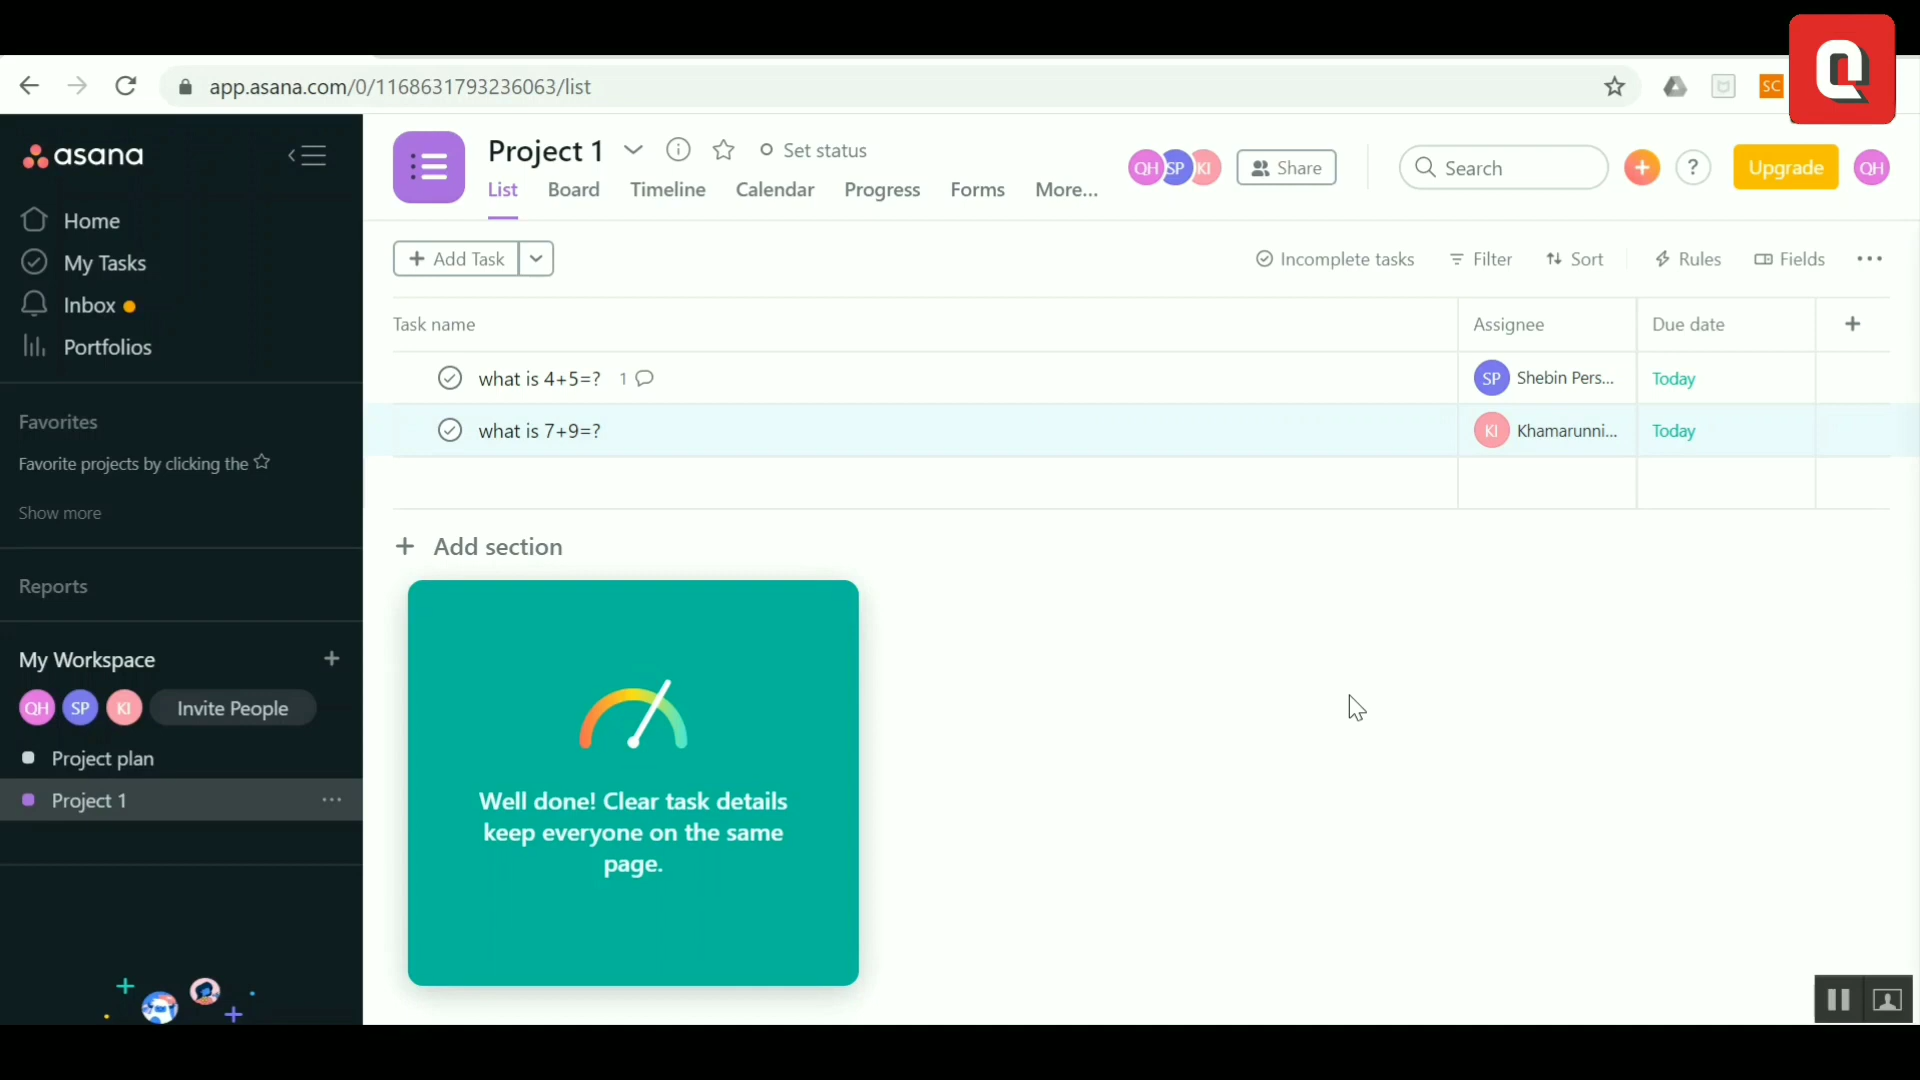 app.asana.com/0/1168631793236063/list
SC
Q
asana
Home
My Tasks
Inbox
Portfolios
Favorites
Favorite projects by clicking the
Show more
Reports
My Workspace
QH SP KI Invite People
Project plan
Project 1
Project 1 Set status
List Board Timeline Calendar Progress Forms More...
QH SP KI Share Search ? Upgrade QH
Add Task Incomplete tasks Filter Sort Rules Fields
Task name Assignee Due date
what is 4+5=? 1 SP Shebin Pers... Today
what is 7+9=? KI Khamarunni... Today
+ Add section
Well done! Clear task details
keep everyone on the same
page.